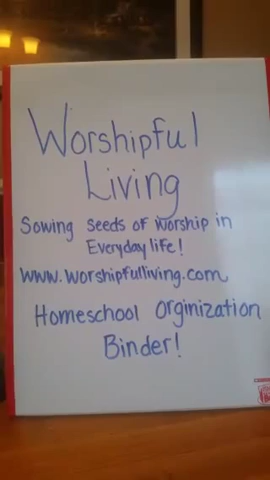 Worshipful
Living
Sowing Seeds of Worship in
Everyday life!
www.worshipfulliving.com
Homeschool Orginization
Binder!